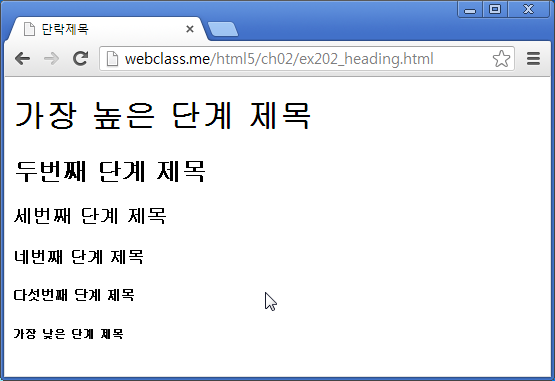 단락제목
webclass.me/html5/ch02/ex202_heading.html
가장 높은 단계 제목
두번째 단계 제목
세번째 단계 제목
네번째 단계 제목
다섯번째 단계 제목
가장 낮은 단계 제목